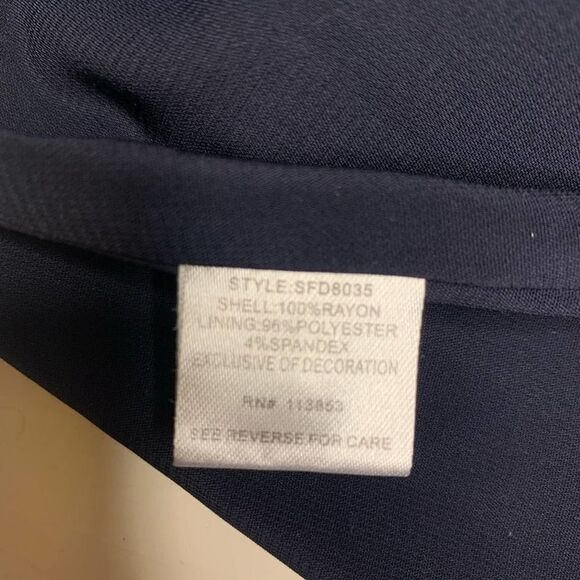 STYLE:SFD8035
SHELL:100%RAYON
LINING:96%POLYESTER
4%SPANDEX
EXCLUSIVE OF DECORATION
RN# 113853
SEE REVERSE FOR CARE